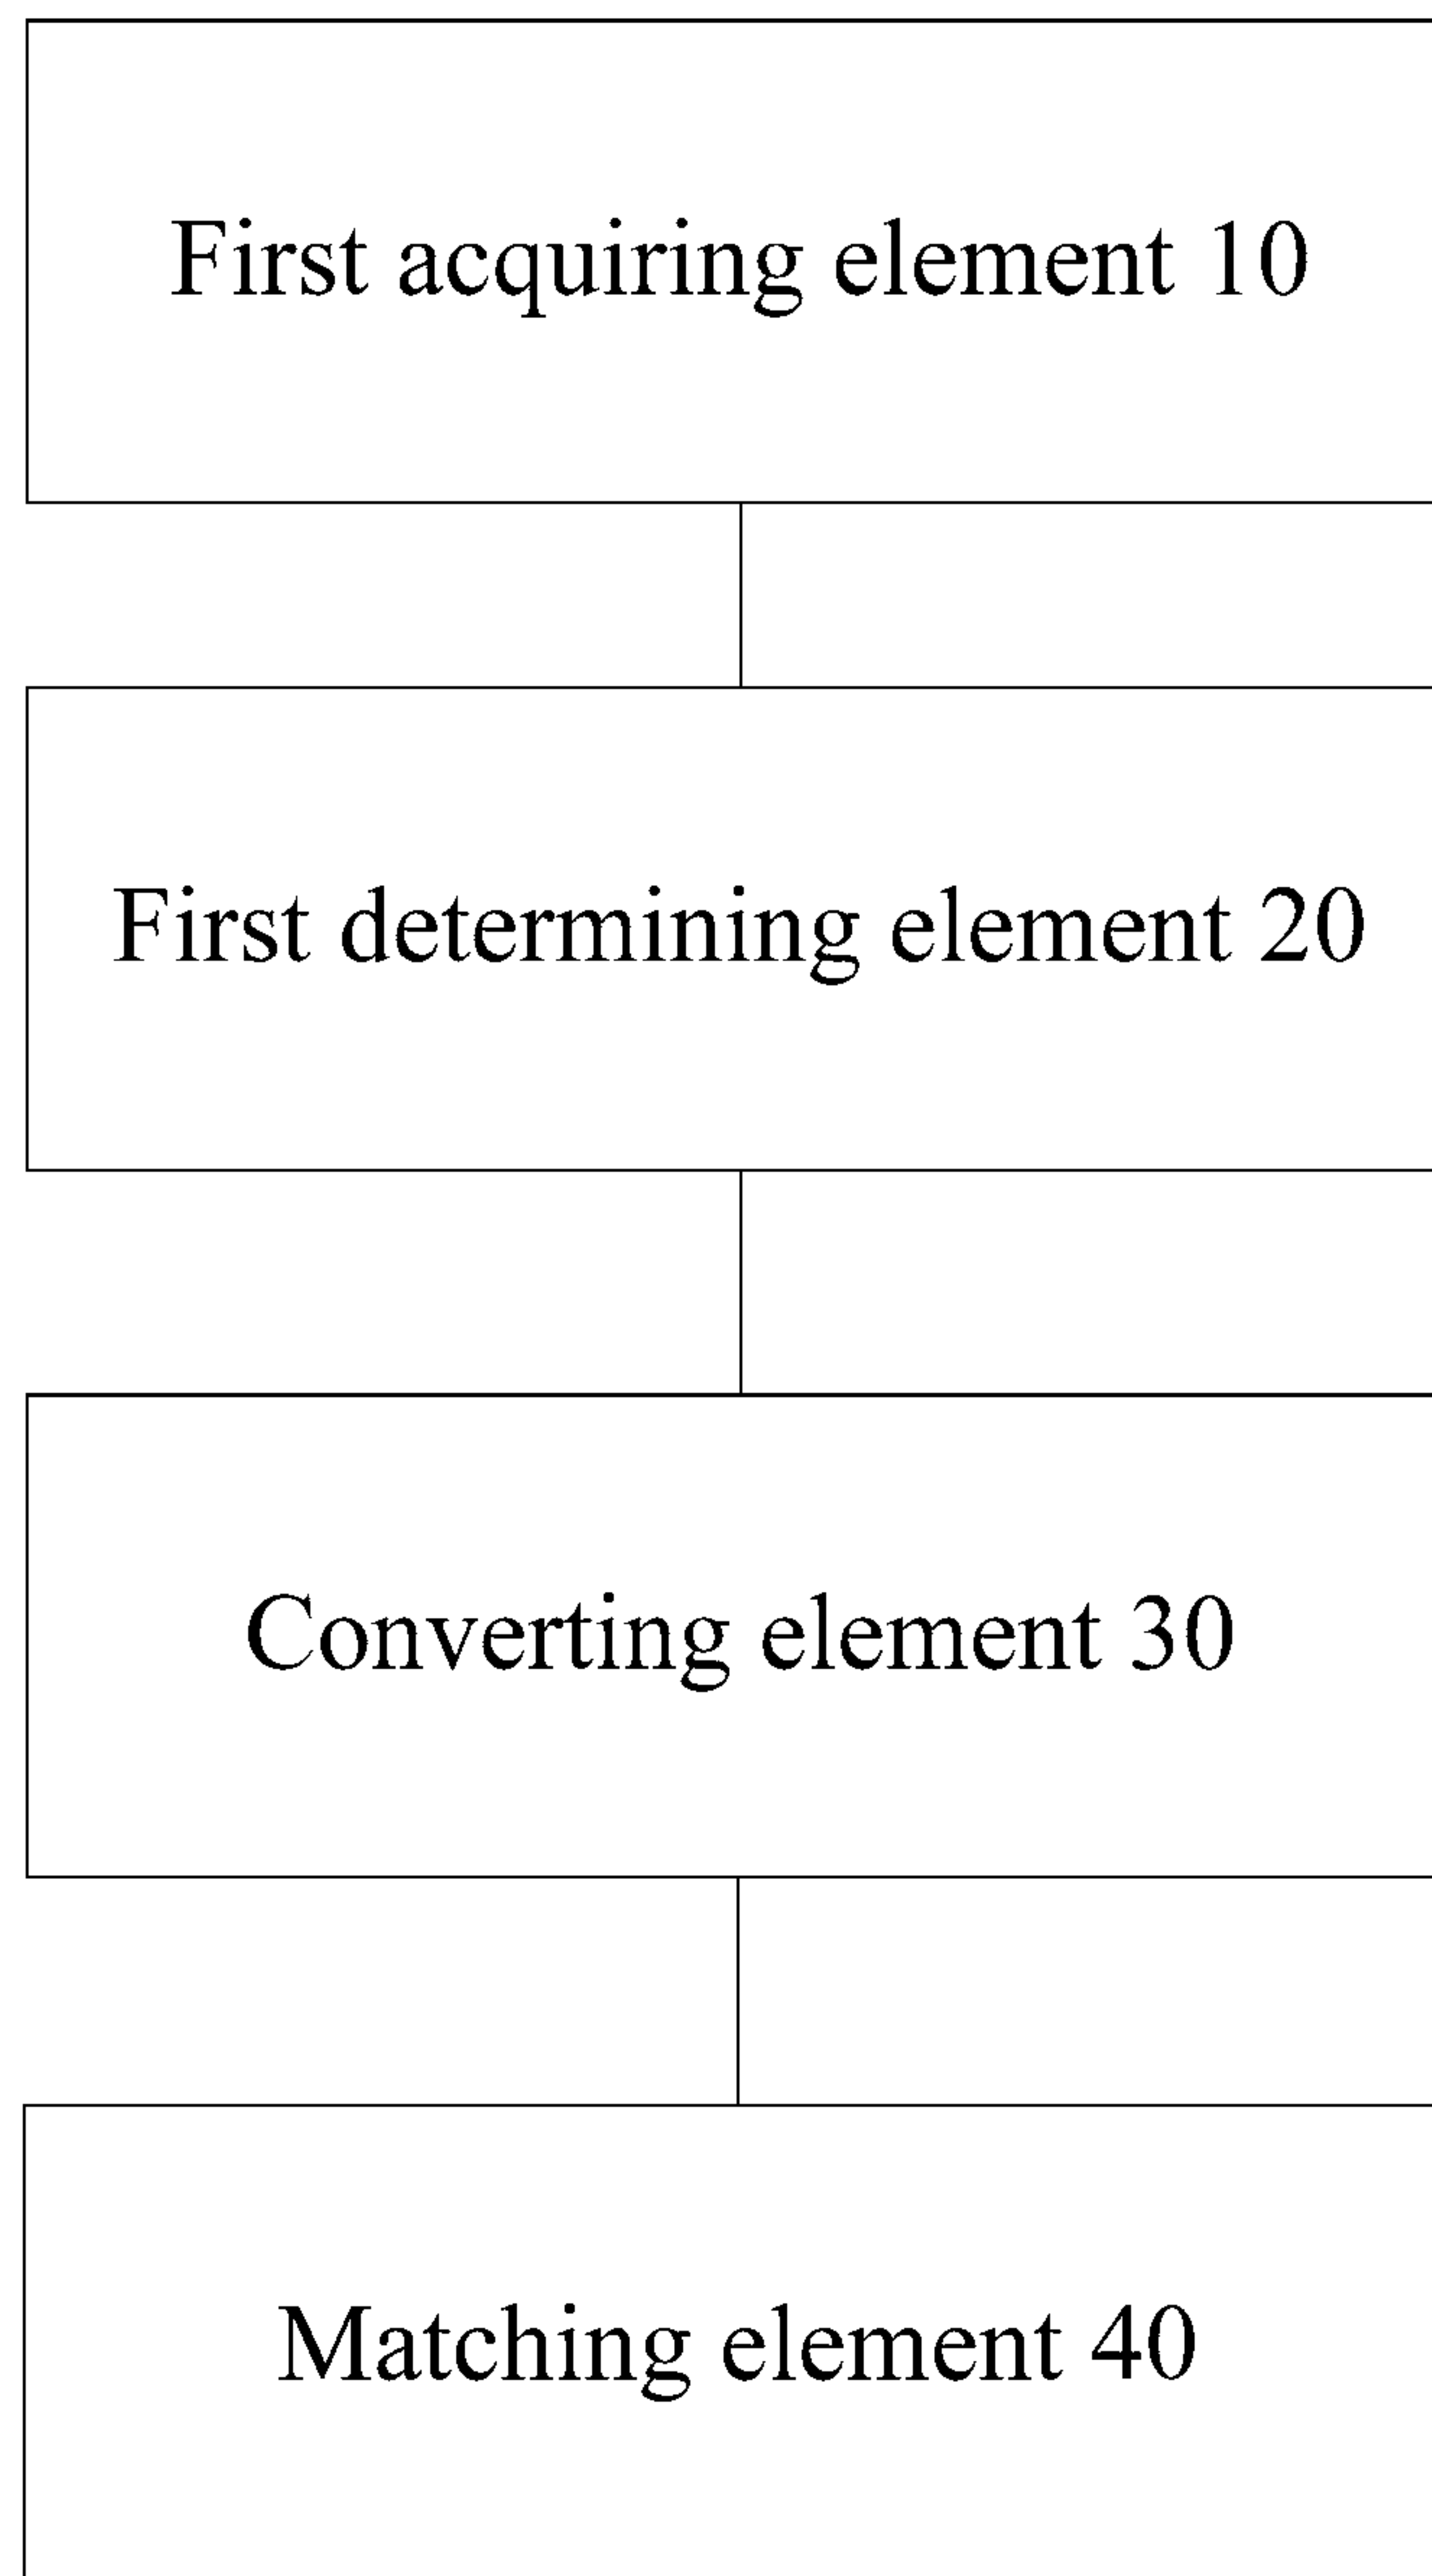 First acquiring element 10
First determining element 20
Converting element 30
Matching element 40